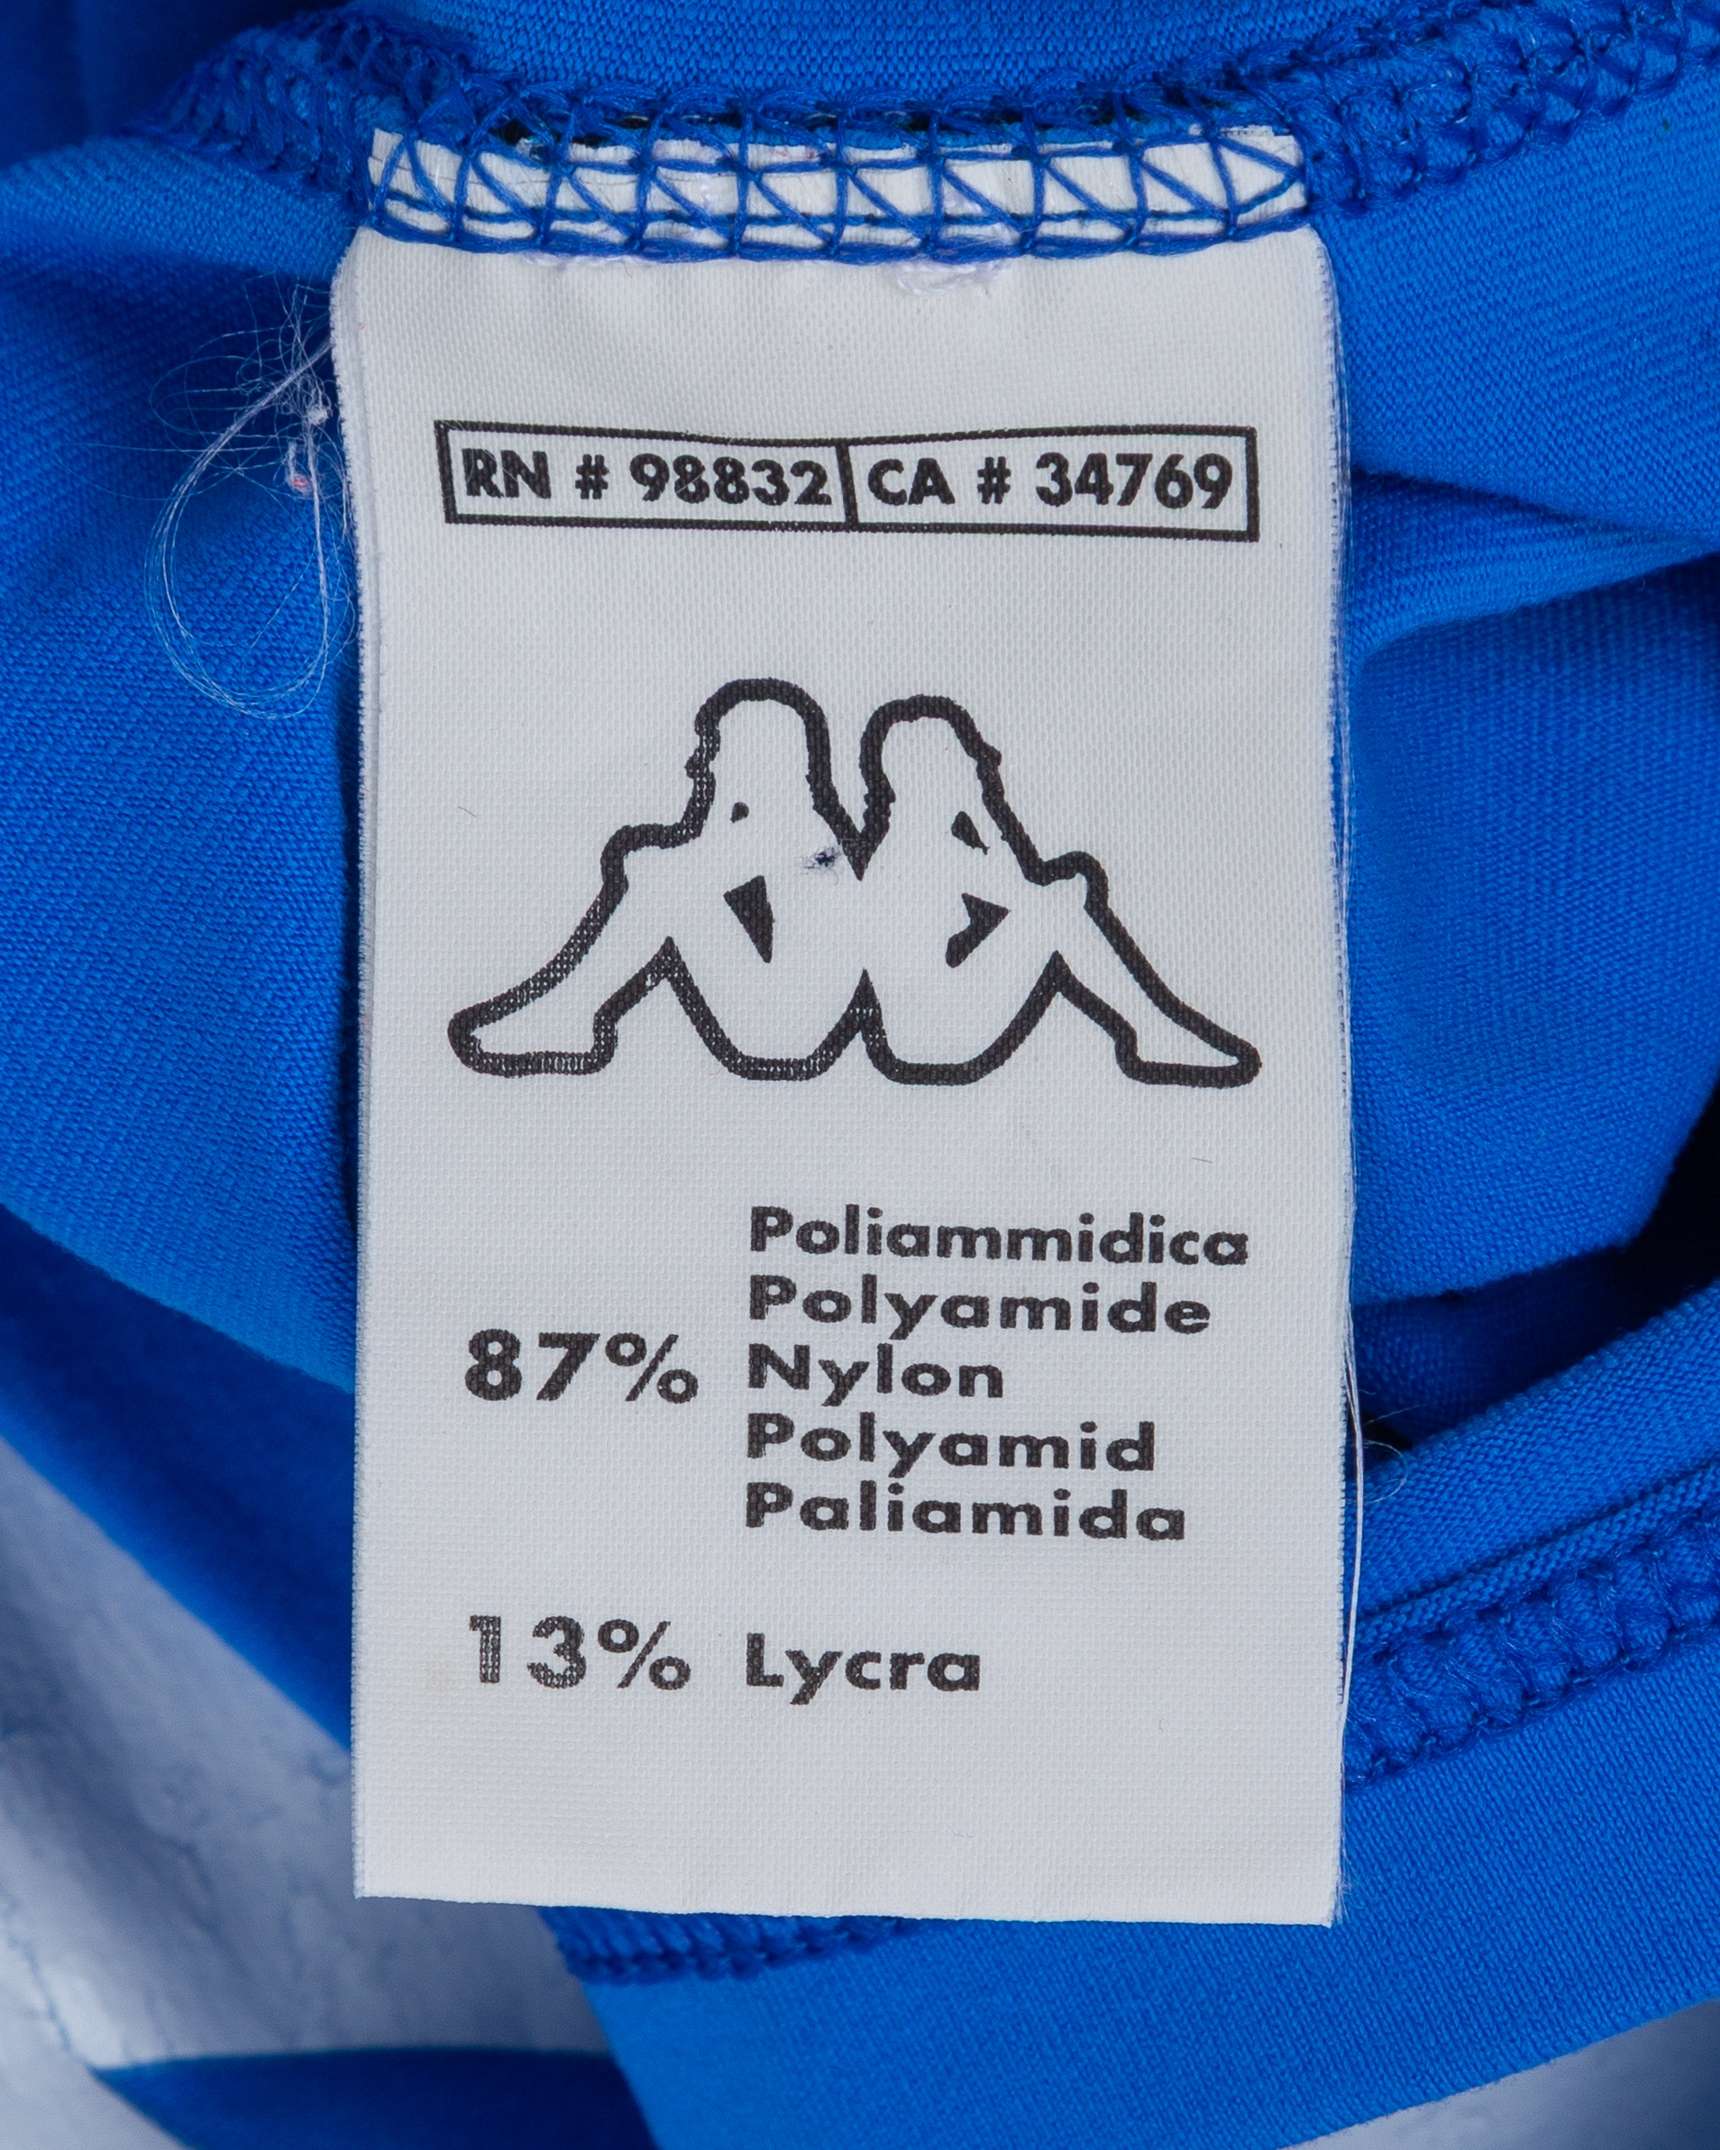 RN # 98832 CA # 34769
Poliammidica
Polyamide
87% Nylon
Polyamid
Paliamida
13% Lycra